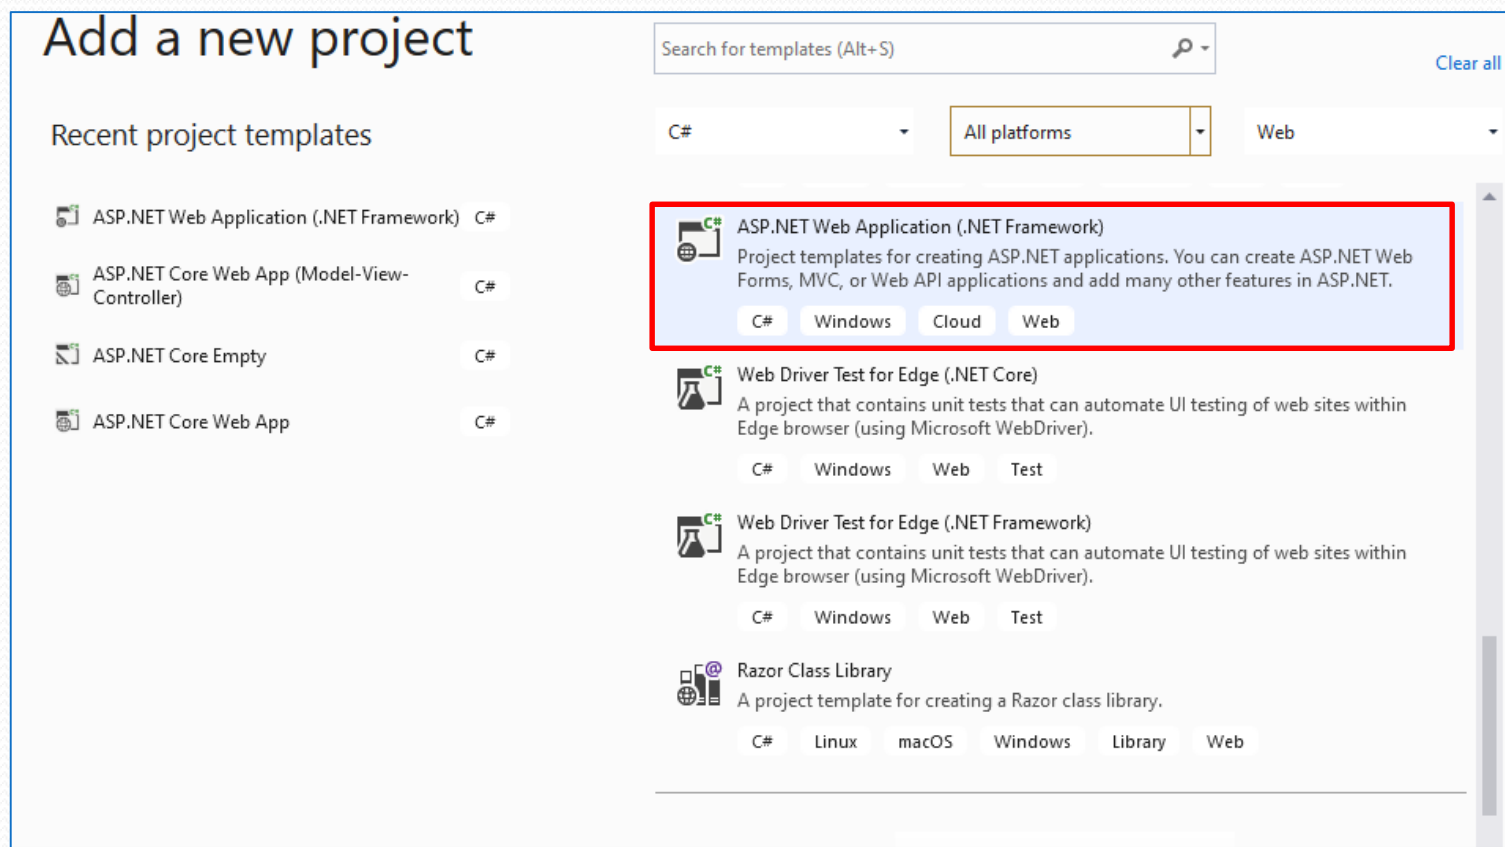 Add a new project
Search for templates (Alt+S)
Clear all
Recent project templates
C#
All platforms
Web
ASP.NET Web Application (.NET Framework) C#
ASP.NET Core Web App (Model-View-
Controller)
C#
ASP.NET Core Empty C#
ASP.NET Core Web App C#
C#
ASP.NET Web Application (.NET Framework)
Project templates for creating ASP.NET applications. You can create ASP.NET Web
Forms, MVC, or Web API applications and add many other features in ASP.NET.
C# Windows Cloud Web
C#
Web Driver Test for Edge (.NET Core)
A project that contains unit tests that can automate UI testing of web sites within
Edge browser (using Microsoft WebDriver).
C# Windows Web Test
C#
Web Driver Test for Edge (.NET Framework)
A project that contains unit tests that can automate UI testing of web sites within
Edge browser (using Microsoft WebDriver).
C# Windows Web Test
@
Razor Class Library
A project template for creating a Razor class library.
C# Linux macOS Windows Library Web